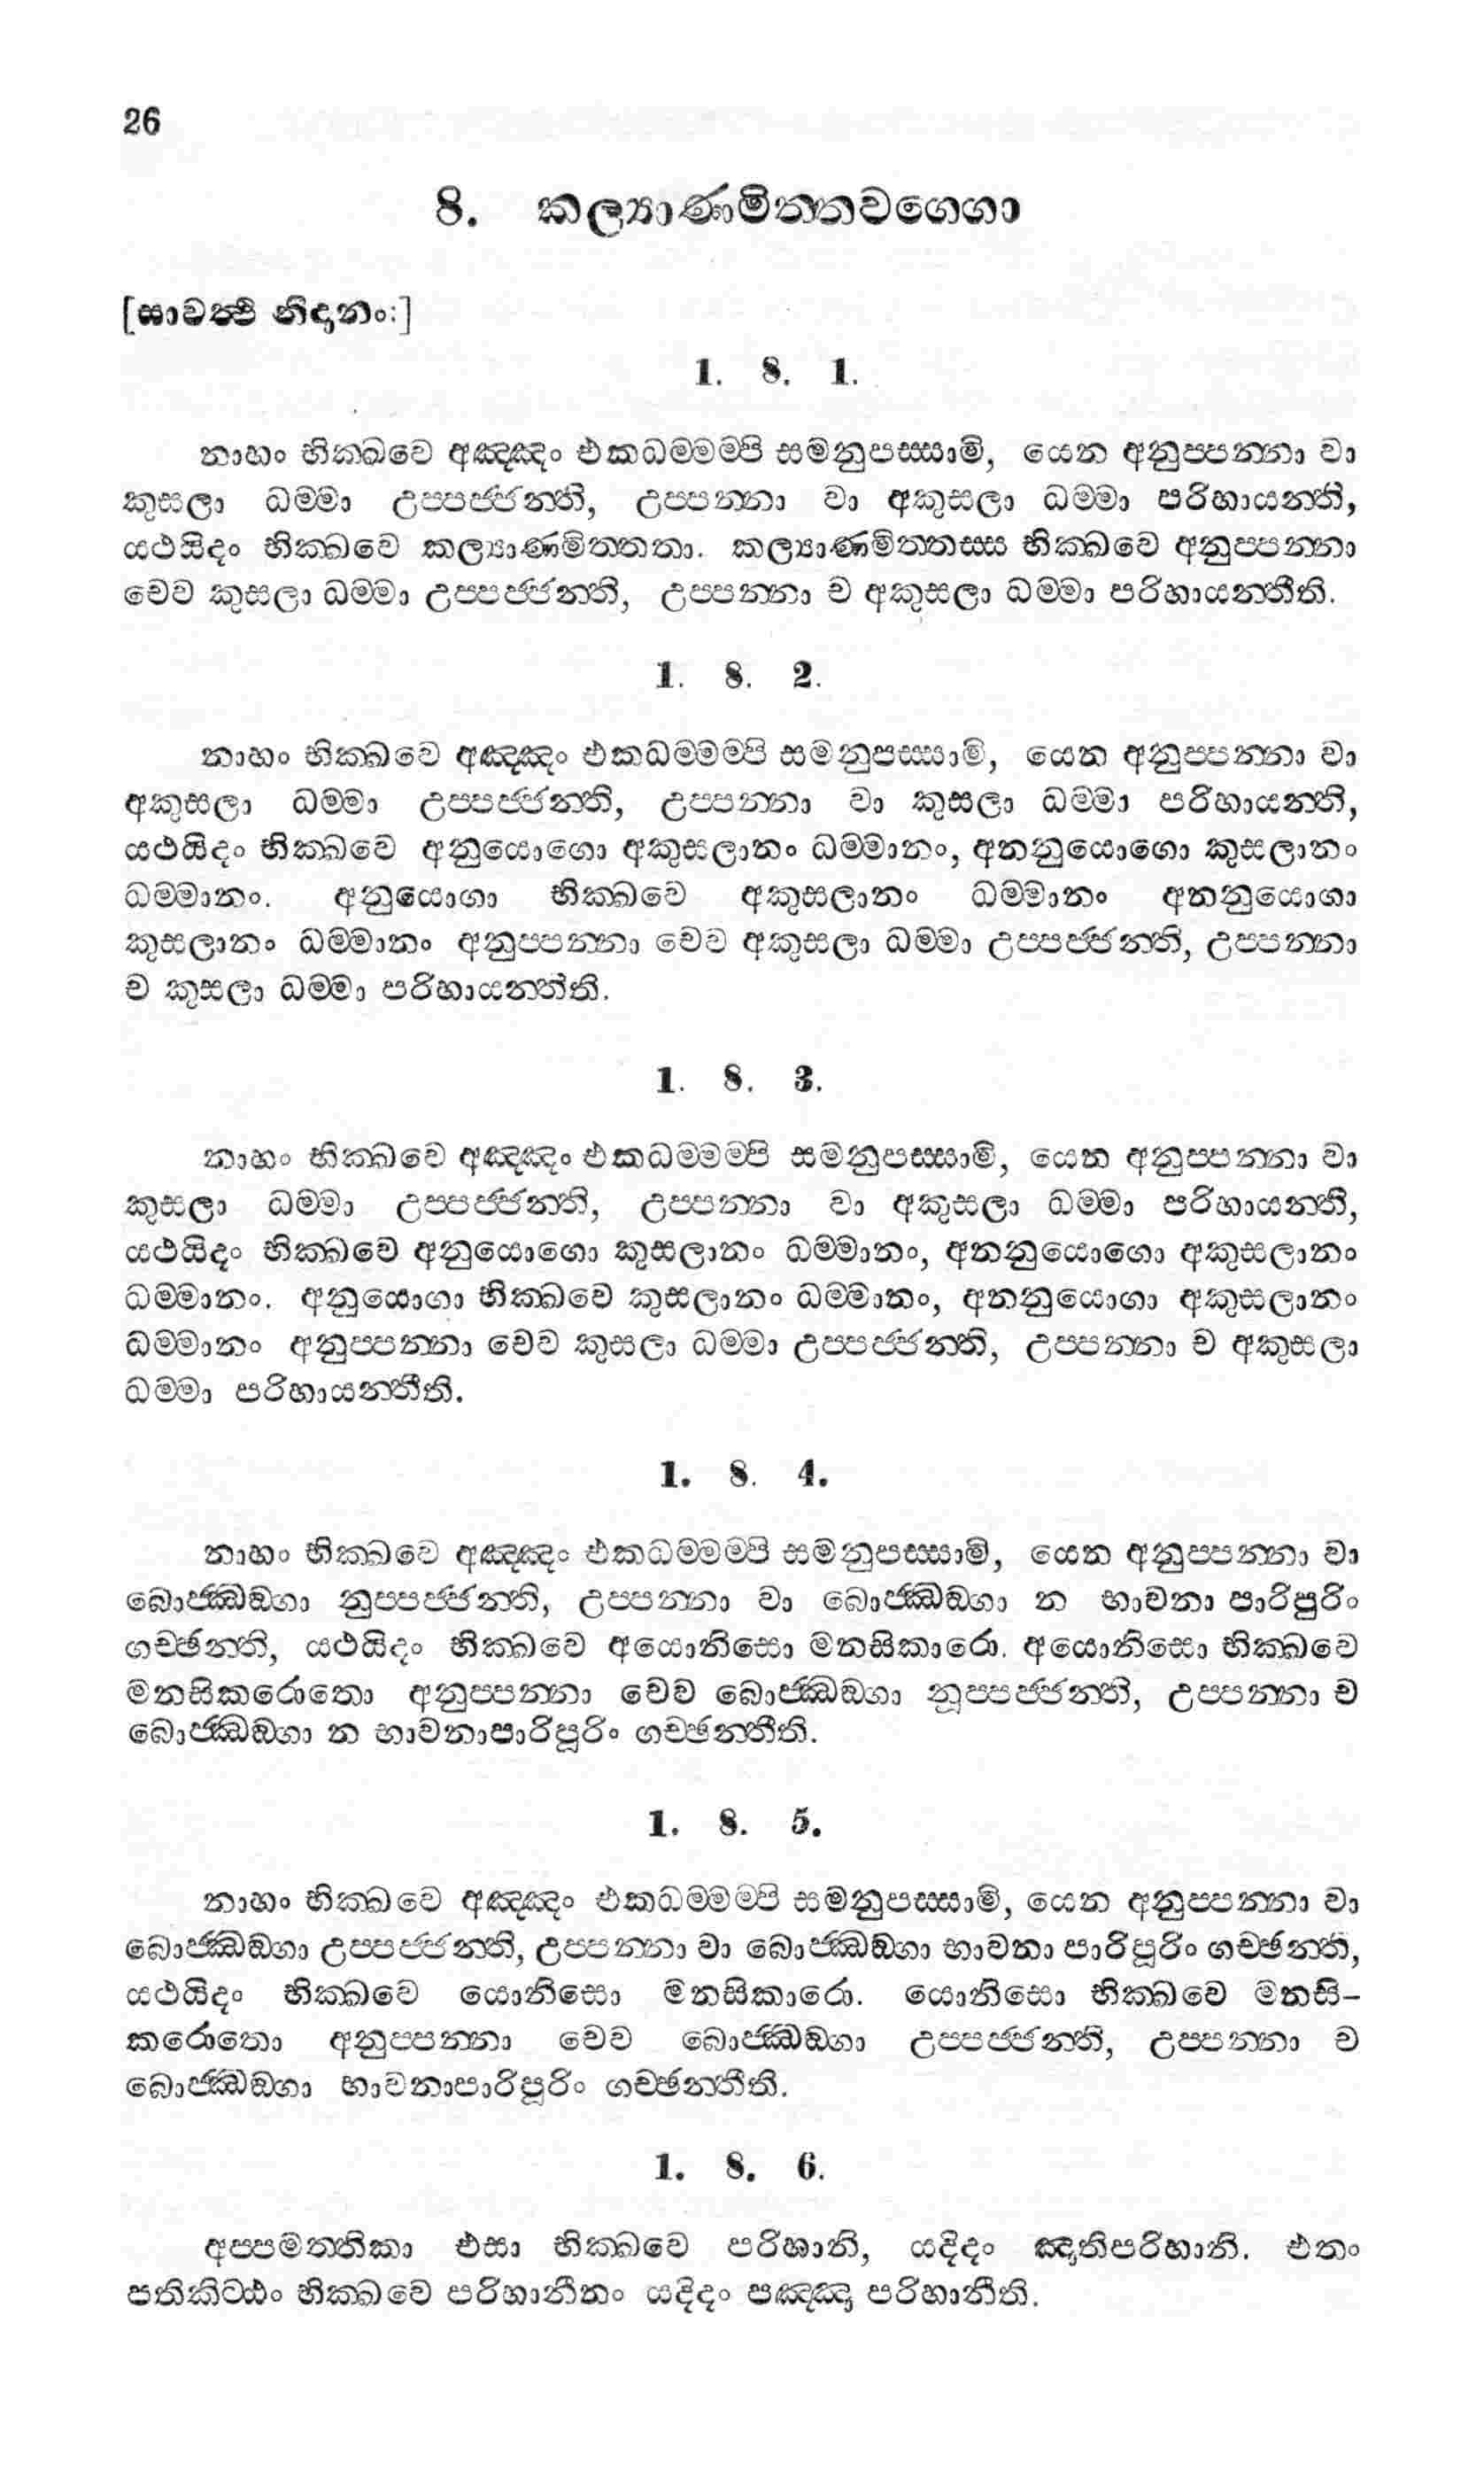 26
8. කල්‍යාණමිත්තවග්ගො
[සාවත්ථි නිදානං:]
1. 8. 1.
නාහං භික්ඛවෙ අඤ්ඤං එකධම්මම්පි සමනුපස්සාමි, යෙන අනුප්පන්නා වා
කුසලා ධම්මා උප්පජ්ජන්ති, උප්පන්නා වා අකුසලා ධම්මා පරිහායන්ති,
යථයිදං භික්ඛවෙ කල්‍යාණමිත්තතා. කල්‍යාණමිත්තස්ස භික්ඛවෙ අනුප්පන්නා
චෙව කුසලා ධම්මා උප්පජ්ජන්ති, උප්පන්නා ච අකුසලා ධම්මා පරිහායන්තීති.
1. 8. 2.
නාහං භික්ඛවෙ අඤ්ඤං එකධම්මම්පි සමනුපස්සාමි, යෙන අනුප්පන්නා වා
අකුසලා ධම්මා උප්පජ්ජන්ති, උප්පන්නා වා කුසලා ධම්මා පරිහායන්ති,
යථයිදං භික්ඛවෙ අනුයොගො අකුසලානං ධම්මානං, අනනුයොගො කුසලානං
ධම්මානං. අනුයොගා භික්ඛවෙ අකුසලානං ධම්මානං අනනුයොගා
කුසලානං ධම්මානං අනුප්පන්නා චෙව අකුසලා ධම්මා උප්පජ්ජන්ති, උප්පන්නා
ච කුසලා ධම්මා පරිහායන්ත්ති.
1. 8. 3.
නාහං භික්ඛවෙ අඤ්ඤං එකධම්මම්පි සමනුපස්සාමි, යෙන අනුප්පන්නා වා
කුසලා ධම්මා උප්පජ්ජන්ති, උප්පන්නා වා අකුසලා ධම්මා පරිහායන්ති,
යථයිදං භික්ඛවෙ අනුයොගො කුසලානං ධම්මානං, අනනුයොගො අකුසලානං
ධම්මානං. අනුයොගා භික්ඛවෙ කුසලානං ධම්මානං, අනනුයොගා අකුසලානං
ධම්මානං අනුප්පන්නා චෙව කුසලා ධම්මා උප්පජ්ජන්ති, උප්පන්නා ච අකුසලා
ධම්මා පරිහායන්තීති.
1. 8. 4.
නාහං භික්ඛවෙ අඤ්ඤං එකධම්මම්පි සමනුපස්සාමි, යෙන අනුප්පන්නා වා
බොජ්ඣඞ්ගා නුප්පජ්ජන්ති, උප්පන්නා වා බොජ්ඣඞ්ගා න භාවනා පාරිපුරිං
ගච්ඡන්ති, යථයිදං භික්ඛවෙ අයොනිසො මනසිකාරො. අයොනිසො භික්ඛවෙ
මනසිකරොතො අනුප්පන්නා චෙව බොජ්ඣඞ්ගා නූප්පජ්ජන්ති, උප්පන්නා ච
බොජ්ඣඞ්ගා න භාවනාපාරිපූරිං ගච්ඡන්තීති.
1. 8. 5.
නාහං භික්ඛවෙ අඤ්ඤං එකධම්මම්පි සමනුපස්සාමි, යෙන අනුප්පන්නා වා
බොජ්ඣඞ්ගා උප්පජ්ජන්ති, උප්පන්නා වා බොජ්ඣඞ්ගා භාවනා පාරිපූරිං ගච්ඡන්ති,
යථයිදං භික්ඛවෙ යොනිසො මනසිකාරො. යොනිසො භික්ඛවෙ මනසි-
කරොතො අනුප්පන්නා චෙව බොජ්ඣඞ්ගා උප්පජ්ජන්ති, උප්පන්නා ච
බොජ්ඣඞ්ගා භාවනාපාරිපූරිං ගච්ඡන්තීති.
1. 8. 6.
අප්පමත්තිකා එසා භික්ඛවෙ පරිහානි, යදිදං ඤාතිපරිහානි. එතං
පතිකිට්ඨං භික්ඛවෙ පරිහානීනං යදිදං පඤ්ඤාපරිහානීති.